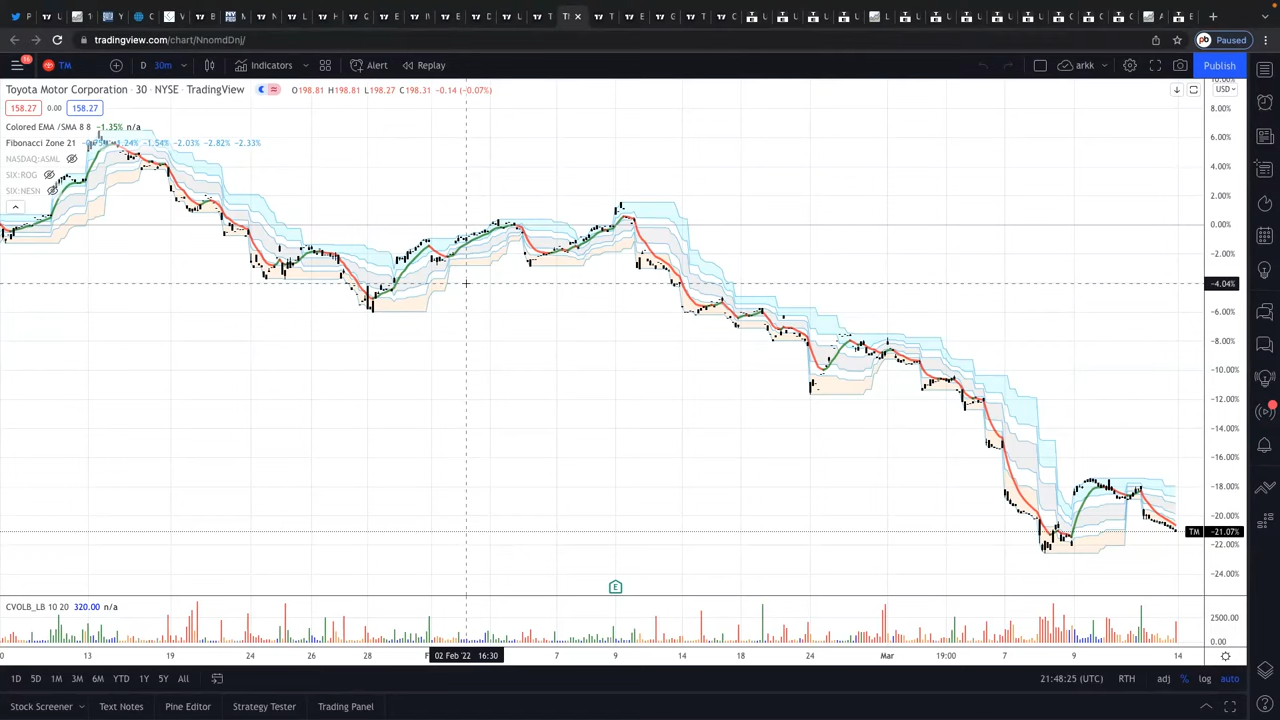 tradingview.com/chart/NnomdDnj/
Paused
TM
D
30m
Indicators
Alert
Replay
arkk
Publish
Toyota Motor Corporation · 30 · NYSE · TradingView
O198.81 H198.81 L198.27 C198.31 -0.14 (-0.07%)
USD
158.27 0.00 158.27
Colored EMA /SMA 8 8 -1.35% n/a
Fibonacci Zone 21 -1.54% -2.03% -2.82% -2.33%
NASDAQ:ASML
SIX:ROG
SIX:NESN
10.00%
8.00%
6.00%
4.00%
2.00%
0.00%
-2.00%
-4.04%
-6.00%
-8.00%
-10.00%
-12.00%
-14.00%
-16.00%
-18.00%
-20.00%
TM -21.07%
-22.00%
-24.00%
E
CVOLB_LB 10 20 320.00 n/a
2500.00
0.00
13 19 24 26 28 02 Feb '22 16:30 7 9 14 18 24 Mar 19:00 7 9 14
1D 5D 1M 3M 6M YTD 1Y 5Y All
21:48:25 (UTC) RTH adj % log auto
Stock Screener Text Notes Pine Editor Strategy Tester Trading Panel